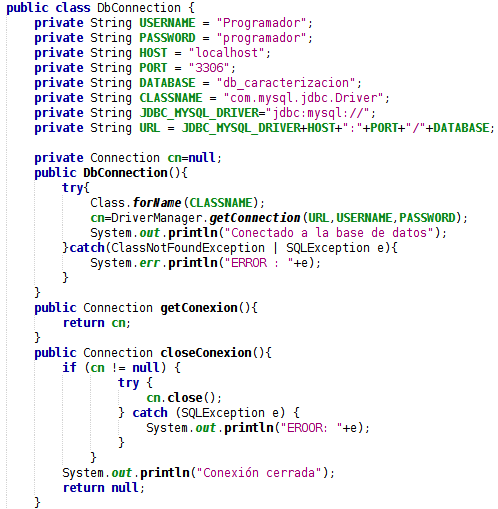 public class DbConnection {
    private String USERNAME = "Programador";
    private String PASSWORD = "programador";
    private String HOST = "localhost";
    private String PORT = "3306";
    private String DATABASE = "db_caracterizacion";
    private String CLASSNAME = "com.mysql.jdbc.Driver";
    private String JDBC_MYSQL_DRIVER="jdbc:mysql://";
    private String URL = JDBC_MYSQL_DRIVER+HOST+":"+PORT+"/"+DATABASE;

    private Connection cn=null;
    public DbConnection(){
        try{
            Class.forName(CLASSNAME);
            cn=DriverManager.getConnection(URL,USERNAME,PASSWORD);
            System.out.println("Conectado a la base de datos");
        }catch(ClassNotFoundException | SQLException e){
            System.err.println("ERROR : "+e);
        }
    }
    public Connection getConexion(){
        return cn;
    }
    public Connection closeConexion(){
        if (cn != null) {
                try {
                    cn.close();
                } catch (SQLException e) {
                    System.out.println("EROOR: "+e);
                }
            }
        System.out.println("Conexión cerrada");
        return null;
    }